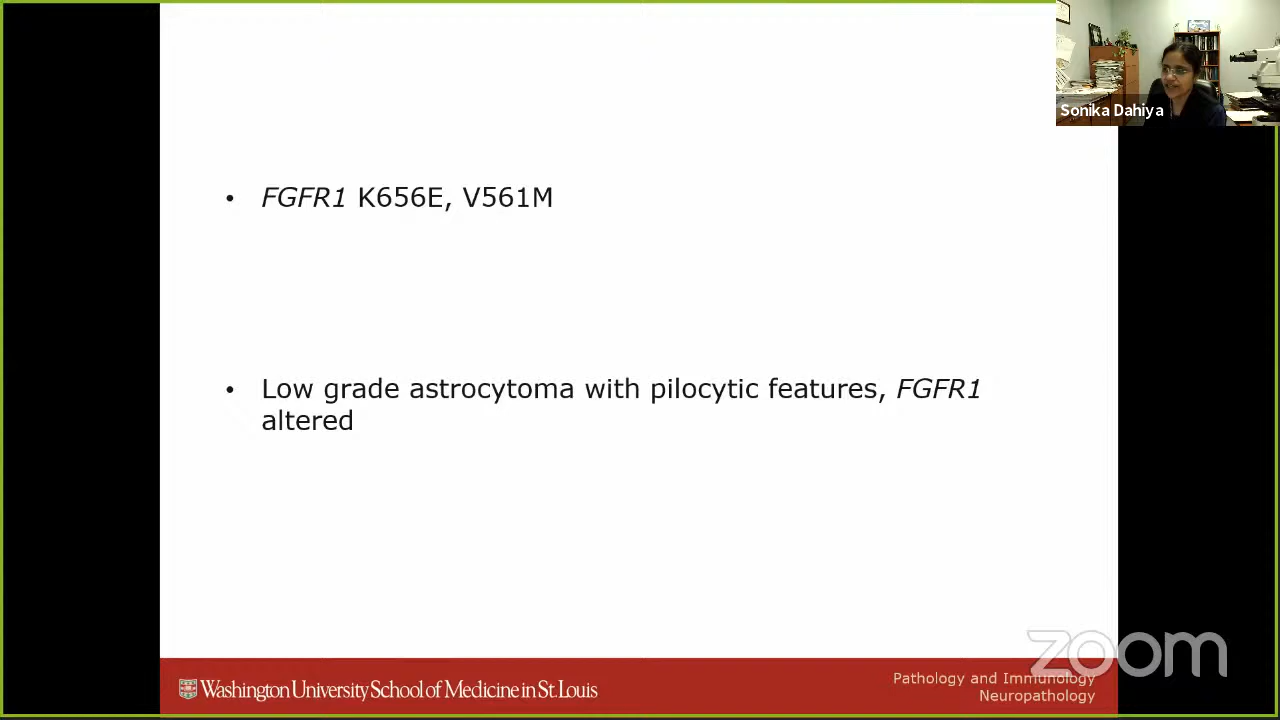 Sonika Dahiya
• FGFR1 K656E, V561M
• Low grade astrocytoma with pilocytic features, FGFR1
altered
zoom
Washington University School of Medicine in St. Louis
Pathology and Immunology
Neuropathology